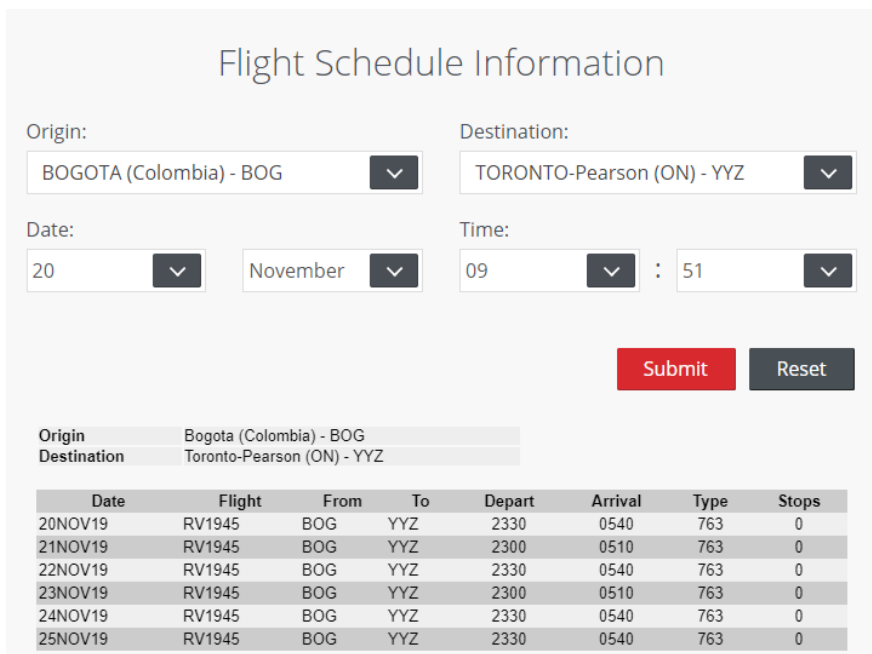 Flight Schedule Information
Origin: Destination:
BOGOTA (Colombia) - BOG TORONTO-Pearson (ON) - YYZ
Date: Time:
20 November 09 : 51
Submit Reset
Origin Bogota (Colombia) - BOG
Destination Toronto-Pearson (ON) - YYZ
Date Flight From To Depart Arrival Type Stops
20NOV19 RV1945 BOG YYZ 2330 0540 763 0
21NOV19 RV1945 BOG YYZ 2300 0510 763 0
22NOV19 RV1945 BOG YYZ 2330 0540 763 0
23NOV19 RV1945 BOG YYZ 2300 0510 763 0
24NOV19 RV1945 BOG YYZ 2330 0540 763 0
25NOV19 RV1945 BOG YYZ 2330 0540 763 0